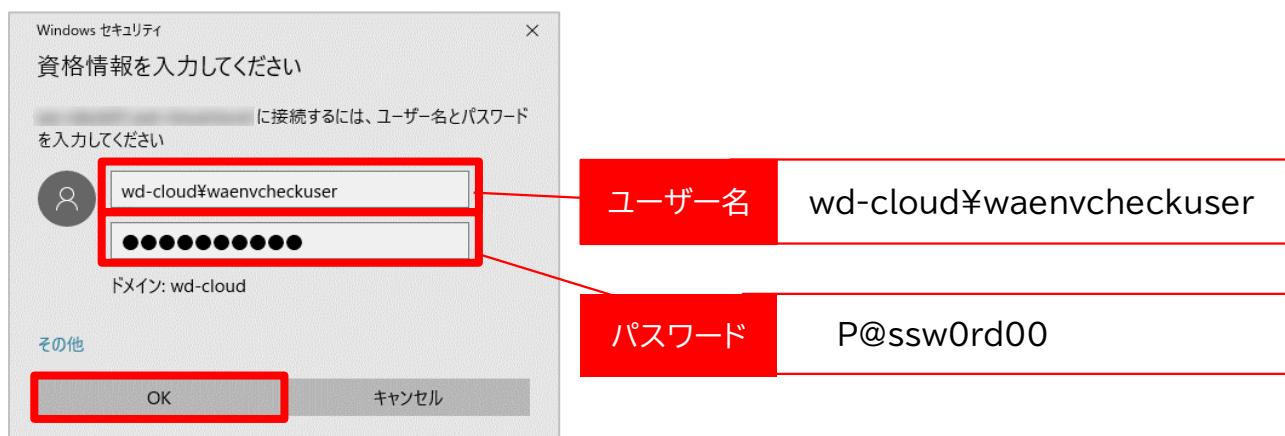 Windows セキュリティ
資格情報を入力してください
に接続するには、ユーザー名とパスワード
を入力してください
wd-cloud¥waenvcheckuser
●●●●●●●●●●
ドメイン: wd-cloud
その他
OK
キャンセル
ユーザー名
wd-cloud¥waenvcheckuser
パスワード
P@ssw0rd00